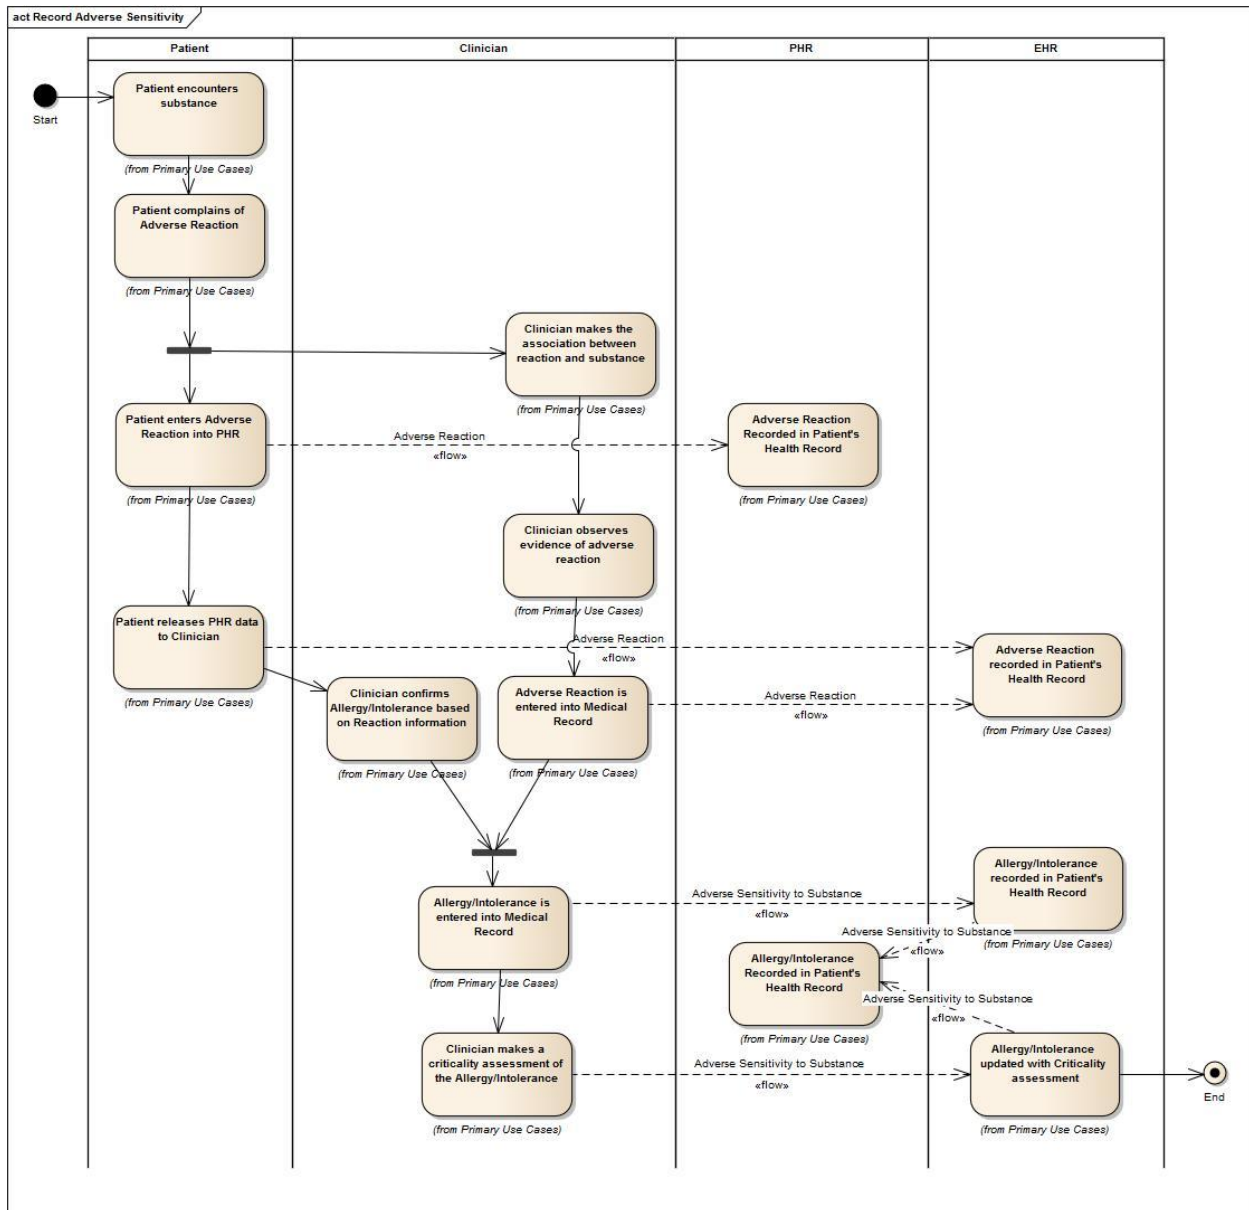 act Record Adverse Sensitivity
Patient
Clinician
PHR
EHR
Start
Patient encounters
substance
(from Primary Use Cases)
Patient complains of
Adverse Reaction
(from Primary Use Cases)
Clinician makes the
association between
reaction and substance
(from Primary Use Cases)
Patient enters Adverse
Reaction into PHR
(from Primary Use Cases)
Adverse Reaction
«flow»
Adverse Reaction
Recorded in Patient's
Health Record
(from Primary Use Cases)
Clinician observes
evidence of adverse
reaction
(from Primary Use Cases)
Patient releases PHR data
to Clinician
(from Primary Use Cases)
Adverse Reaction
«flow»
Adverse Reaction
recorded in Patient's
Health Record
(from Primary Use Cases)
Clinician confirms
Allergy/Intolerance based
on Reaction information
(from Primary Use Cases)
Adverse Reaction is
entered into Medical
Record
(from Primary Use Cases)
Adverse Reaction
«flow»
Allergy/Intolerance is
entered into Medical
Record
(from Primary Use Cases)
Adverse Sensitivity to Substance
«flow»
Allergy/Intolerance
recorded in Patient's
Health Record
(from Primary Use Cases)
Adverse Sensitivity to Substance
«flow»
Allergy/Intolerance
Recorded in Patient's
Health Record
(from Primary Use Cases)
Adverse Sensitivity to Substance
«flow»
Clinician makes a
criticality assessment of
the Allergy/Intolerance
(from Primary Use Cases)
Adverse Sensitivity to Substance
«flow»
Allergy/Intolerance
updated with Criticality
assessment
(from Primary Use Cases)
End